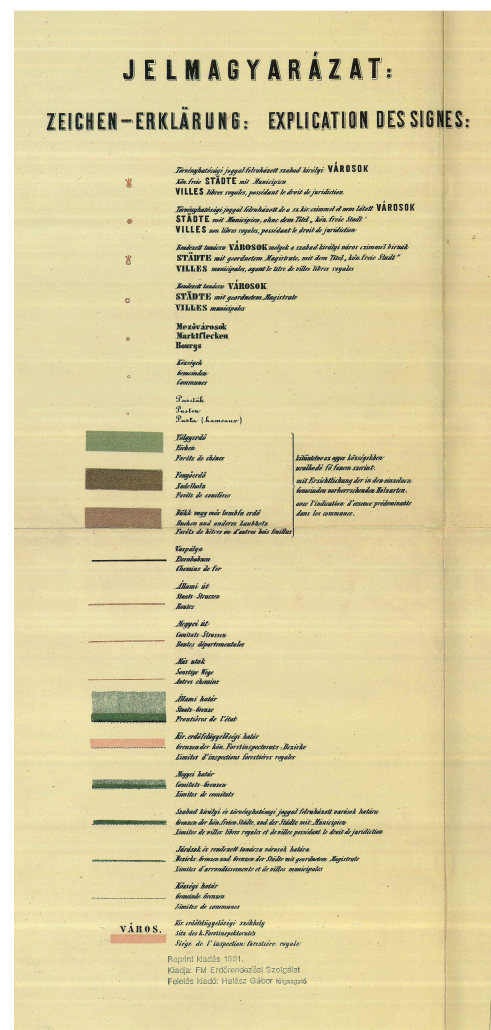 JELMAGYARÁZAT:
ZEICHEN-ERKLÄRUNG: EXPLICATION DES SIGNES:
Törvényhatósági joggal felruházott szabad királyi VÁROSOK
Kön. freie STÄDTE mit Municipien
VILLES libres royales, possédant le droit de juridiction
Törvényhatósági joggal felruházott de a sz. kir. czimmel él nem látott VÁROSOK
STÄDTE mit Municipien, ohne dem Titel „kön. freie Stadt"
VILLES non libres royales, possédant le droit de juridiction
Rendezett tanácsu VÁROSOK melyek a szabad királyi város czimmel birnak
STÄDTE mit geordnetem Magistrate, mit dem Titel „kön. freie Stadt"
VILLES municipales, ayant le titre de villes libres royales
Rendezett tanácsu VÁROSOK
STÄDTE mit geordnetem Magistrate
VILLES municipales
Mezővárosok
Marktflecken
Bourgs
Községek
Gemeinden
Communes
Puszták
Pusten
Pusta (hameaux)
Tölgyerdő
Eichen
Forêts de chênes
Fenyőerdő
Nadelholz
Forêts de conifères
Bükk vagy más lombfa erdő
Buchen und anderes Laubholz
Forêts de hêtres ou d'autres bois feuillus
kitüntetve az egyes községekben
uralkodó fő fanem szerint.
mit Ersichtlichung der in den einzelnen
Gemeinden vorherrschenden Holzarten.
avec l'indication d'essence prédominante
dans les communes.
Vaspálya
Eisenbahnen
Chemins de fer
Állami út
Staats-Strassen
Routes
Megyei út
Comitats-Strassen
Routes départementales
Más utak
Sonstige Wege
Autres chemins
Állami határ
Staats-Grenze
Frontières de l'état
Kir. erdőfelügyelőségi határ
Grenzen der kön. Forstinspectorats-Bezirke
Limites d'inspections forestières royales
Megyei határ
Comitats-Grenzen
Limites de comitats
Szabad királyi és törvényhatósági joggal felruházott városok határa
Grenzen der kön. freien Städte, und der Städte mit Municipien
Limites de villes libres royales et de villes possédant le droit de juridiction
Járások és rendezett tanácsu városok határa
Bezirks-Grenzen und Grenzen der Städte mit geordnetem Magistrate
Limites d'arrondissements et de villes municipales
Községi határ
Gemeinde-Grenzen
Limites de communes
VÁROS.
Kir. erdőfelügyelőségi székhely
Sitz des k. Forstinspektorates
Siège de l'inspection forestière royale
Reprint kiadás 1991.
Kiadja: FM Erdőrendezési Szolgálat
Felelős kiadó: Halász Gábor főigazgató